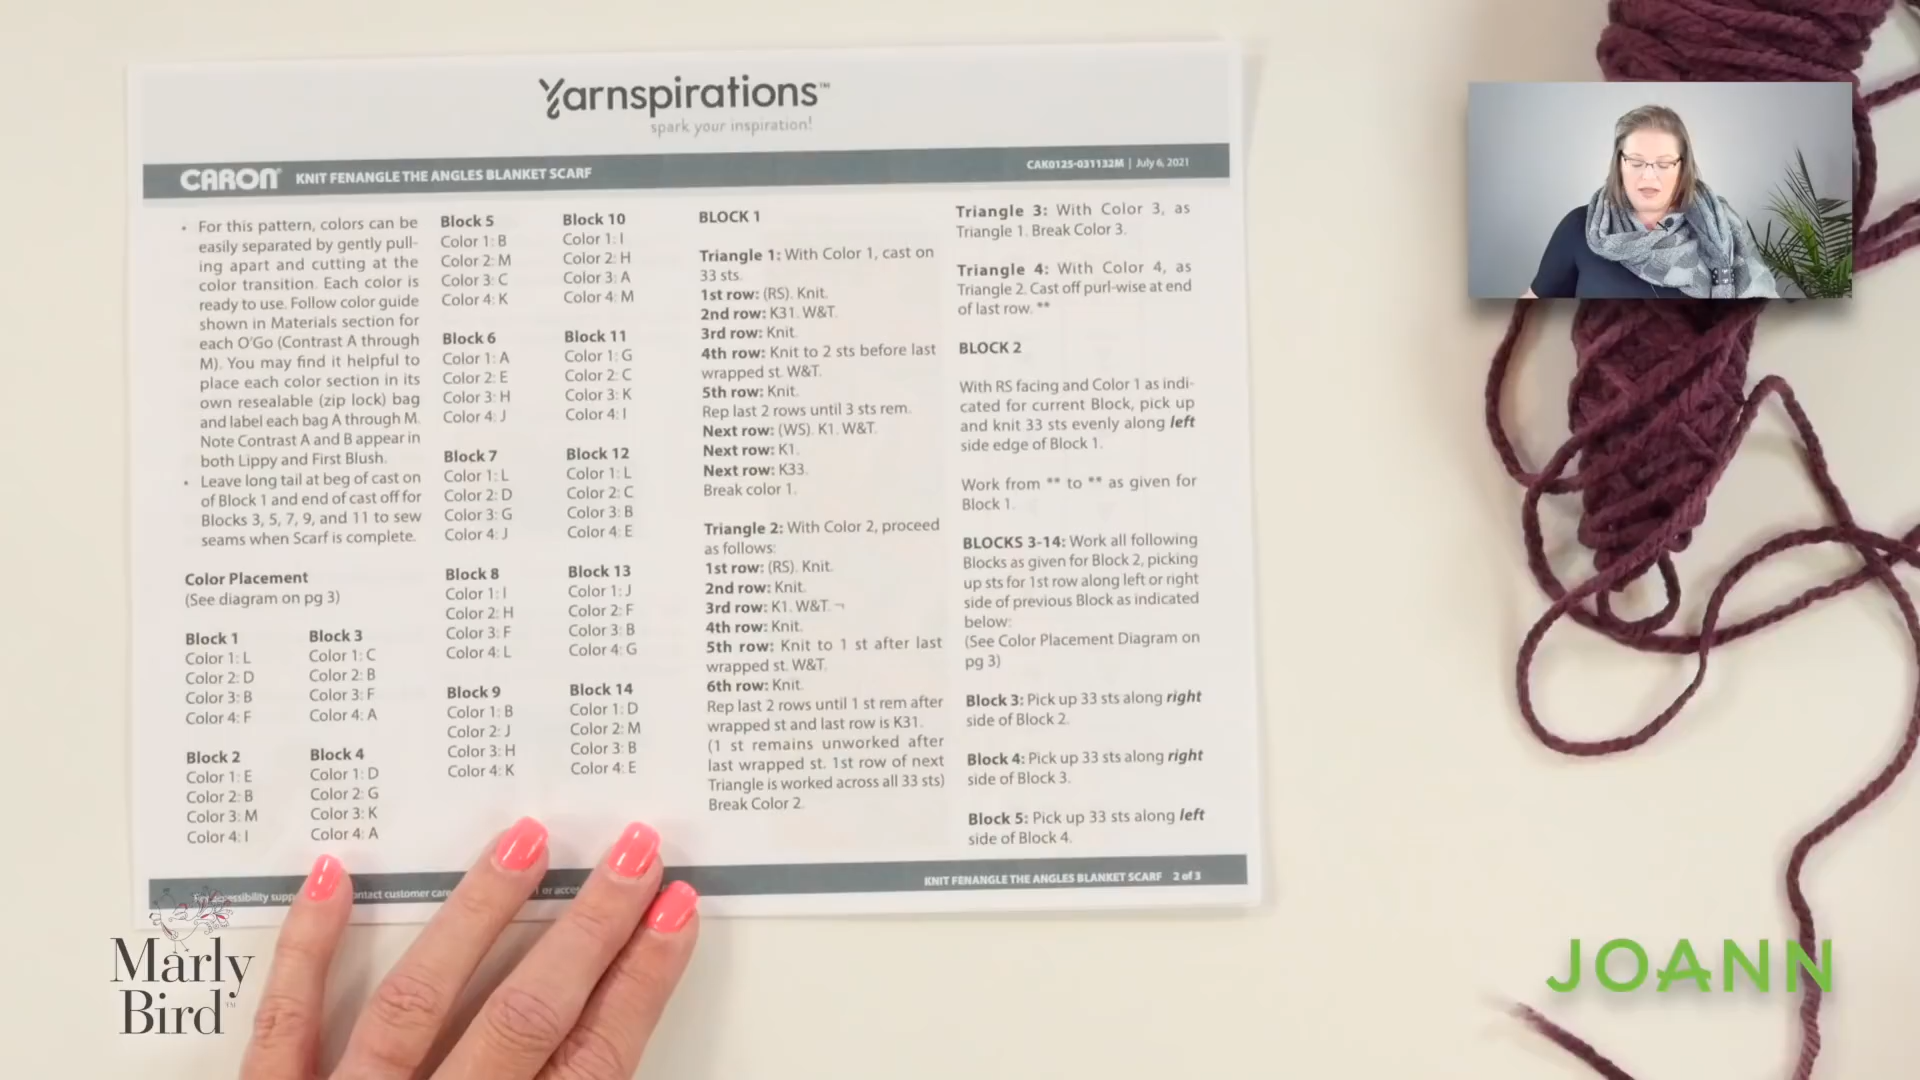 Yarnspirations™
spark your inspiration!
CARON® KNIT FENANGLE THE ANGLES BLANKET SCARF
CAK0125-031132M | July 6, 2021
• For this pattern, colors can be
easily separated by gently pull-
ing apart and cutting at the
color transition. Each color is
ready to use. Follow color guide
shown in Materials section for
each O'Go (Contrast A through
M). You may find it helpful to
place each color section in its
own resealable (zip lock) bag
and label each bag A through M.
Note Contrast A and B appear in
both Lippy and First Blush.
• Leave long tail at beg of cast on
of Block 1 and end of cast off for
Blocks 3, 5, 7, 9, and 11 to sew
seams when Scarf is complete.
Color Placement
(See diagram on pg 3)
Block 1
Color 1: L
Color 2: D
Color 3: B
Color 4: F
Block 2
Color 1: E
Color 2: B
Color 3: M
Color 4: I
Block 3
Color 1: C
Color 2: B
Color 3: F
Color 4: A
Block 4
Color 1: D
Color 2: G
Color 3: K
Color 4: A
Block 5
Color 1: B
Color 2: M
Color 3: C
Color 4: K
Block 6
Color 1: A
Color 2: E
Color 3: H
Color 4: J
Block 7
Color 1: L
Color 2: D
Color 3: G
Color 4: J
Block 8
Color 1: I
Color 2: H
Color 3: F
Color 4: L
Block 9
Color 1: B
Color 2: J
Color 3: H
Color 4: K
Block 10
Color 1: I
Color 2: H
Color 3: A
Color 4: M
Block 11
Color 1: G
Color 2: C
Color 3: K
Color 4: I
Block 12
Color 1: L
Color 2: C
Color 3: B
Color 4: E
Block 13
Color 1: J
Color 2: F
Color 3: B
Color 4: G
Block 14
Color 1: D
Color 2: M
Color 3: B
Color 4: E
BLOCK 1
Triangle 1: With Color 1, cast on
33 sts.
1st row: (RS). Knit.
2nd row: K31. W&T.
3rd row: Knit.
4th row: Knit to 2 sts before last
wrapped st. W&T.
5th row: Knit.
Rep last 2 rows until 3 sts rem.
Next row: (WS). K1. W&T.
Next row: K1.
Next row: K33.
Break color 1.
Triangle 2: With Color 2, proceed
as follows:
1st row: (RS). Knit.
2nd row: Knit.
3rd row: K1. W&T. ¬
4th row: Knit.
5th row: Knit to 1 st after last
wrapped st. W&T.
6th row: Knit.
Rep last 2 rows until 1 st rem after
wrapped st and last row is K31.
(1 st remains unworked after
last wrapped st. 1st row of next
Triangle is worked across all 33 sts)
Break Color 2.
Triangle 3: With Color 3, as
Triangle 1. Break Color 3.
Triangle 4: With Color 4, as
Triangle 2. Cast off purl-wise at end
of last row. **
BLOCK 2
With RS facing and Color 1 as indi-
cated for current Block, pick up
and knit 33 sts evenly along left
side edge of Block 1.
Work from ** to ** as given for
Block 1.
BLOCKS 3-14: Work all following
Blocks as given for Block 2, picking
up sts for 1st row along left or right
side of previous Block as indicated
below:
(See Color Placement Diagram on
pg 3)
Block 3: Pick up 33 sts along right
side of Block 2.
Block 4: Pick up 33 sts along right
side of Block 3.
Block 5: Pick up 33 sts along left
side of Block 4.
contact customer care or
KNIT FENANGLE THE ANGLES BLANKET SCARF 2 of 3
Marly
Bird™
JOANN